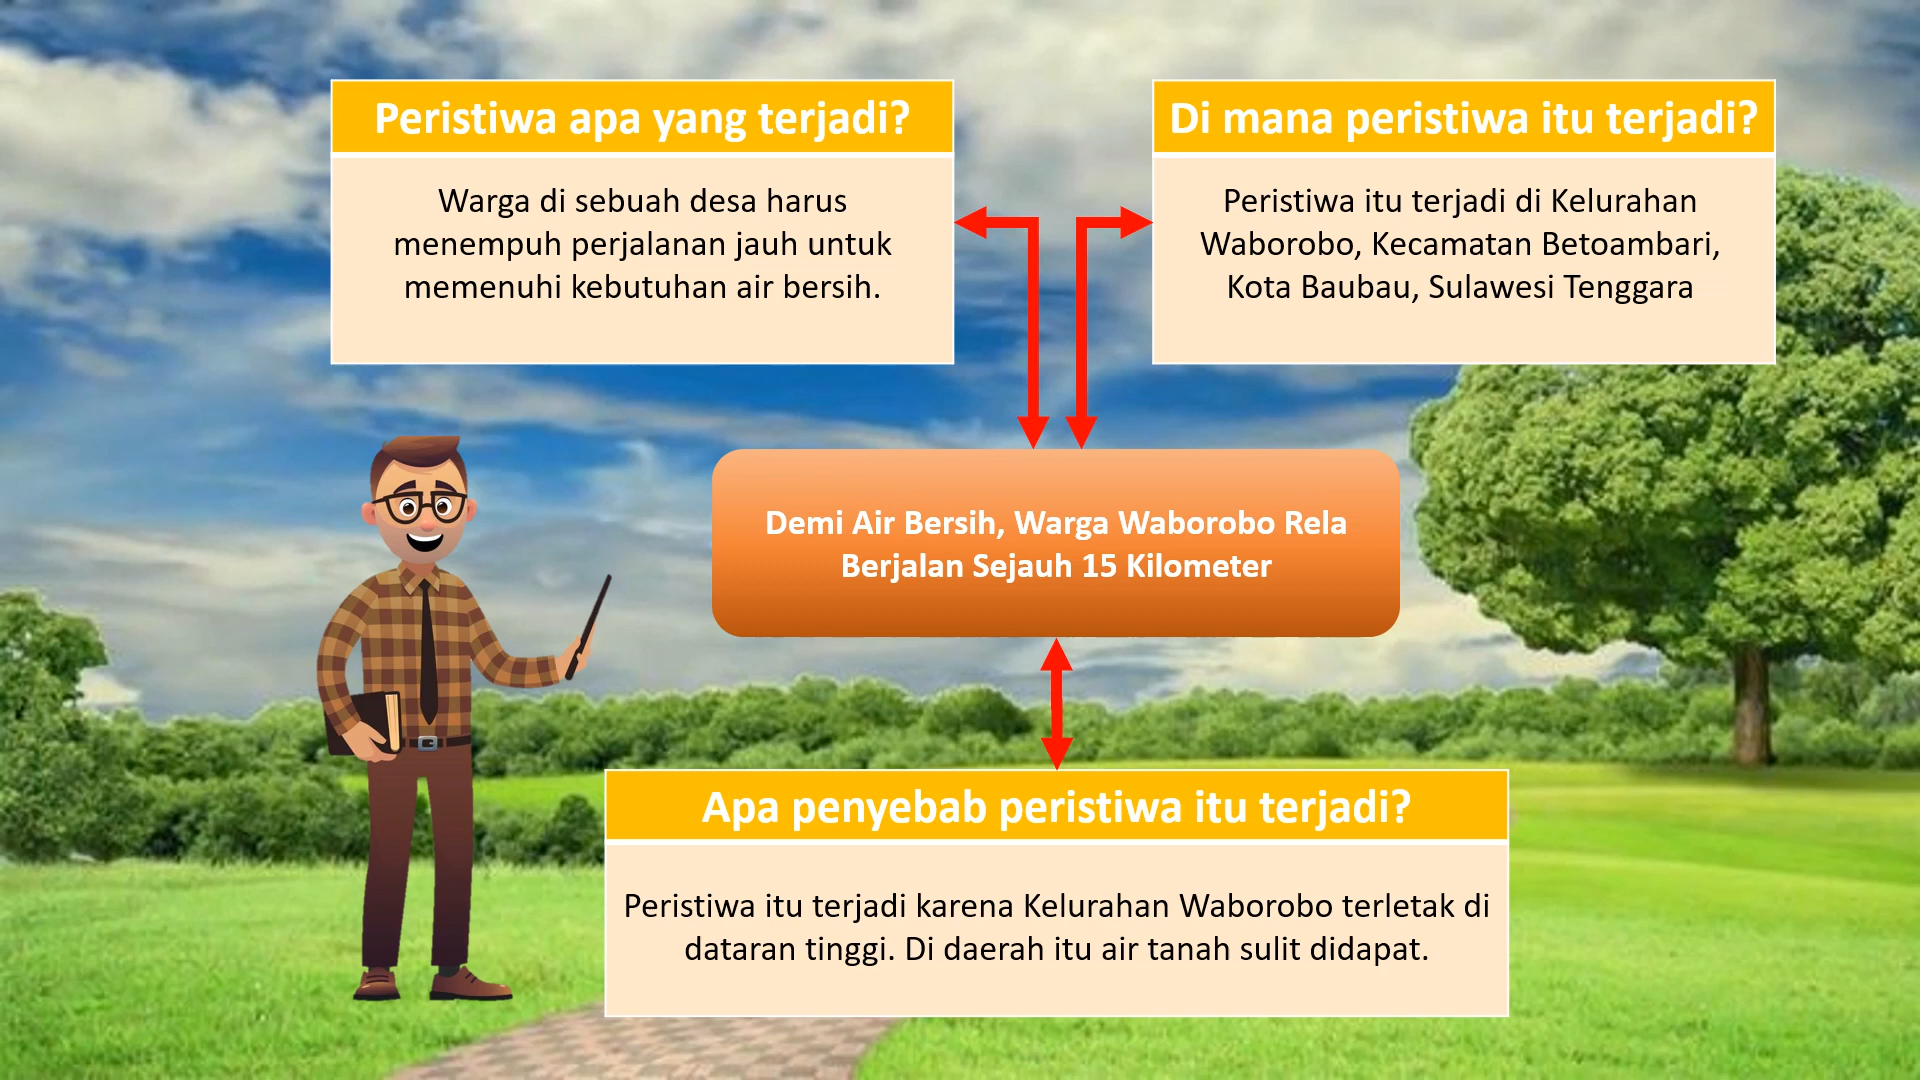 Peristiwa apa yang terjadi?
Warga di sebuah desa harus
menempuh perjalanan jauh untuk
memenuhi kebutuhan air bersih.
Di mana peristiwa itu terjadi?
Peristiwa itu terjadi di Kelurahan
Waborobo, Kecamatan Betoambari,
Kota Baubau, Sulawesi Tenggara
Demi Air Bersih, Warga Waborobo Rela
Berjalan Sejauh 15 Kilometer
Apa penyebab peristiwa itu terjadi?
Peristiwa itu terjadi karena Kelurahan Waborobo terletak di
dataran tinggi. Di daerah itu air tanah sulit didapat.